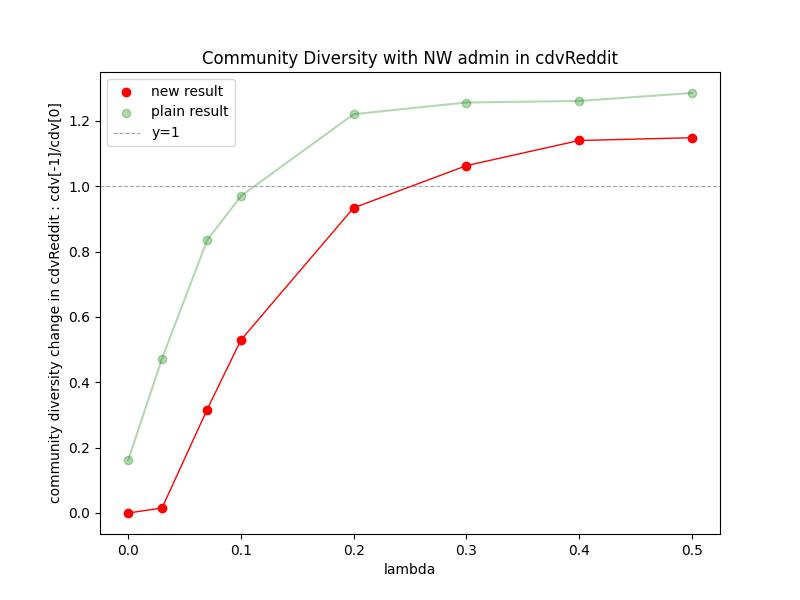 Community Diversity with NW admin in cdvReddit
new result
plain result
y=1
community diversity change in cdvReddit : cdv[-1]/cdv[0]
1.2
1.0
0.8
0.6
0.4
0.2
0.0
0.0 0.1 0.2 0.3 0.4 0.5
lambda